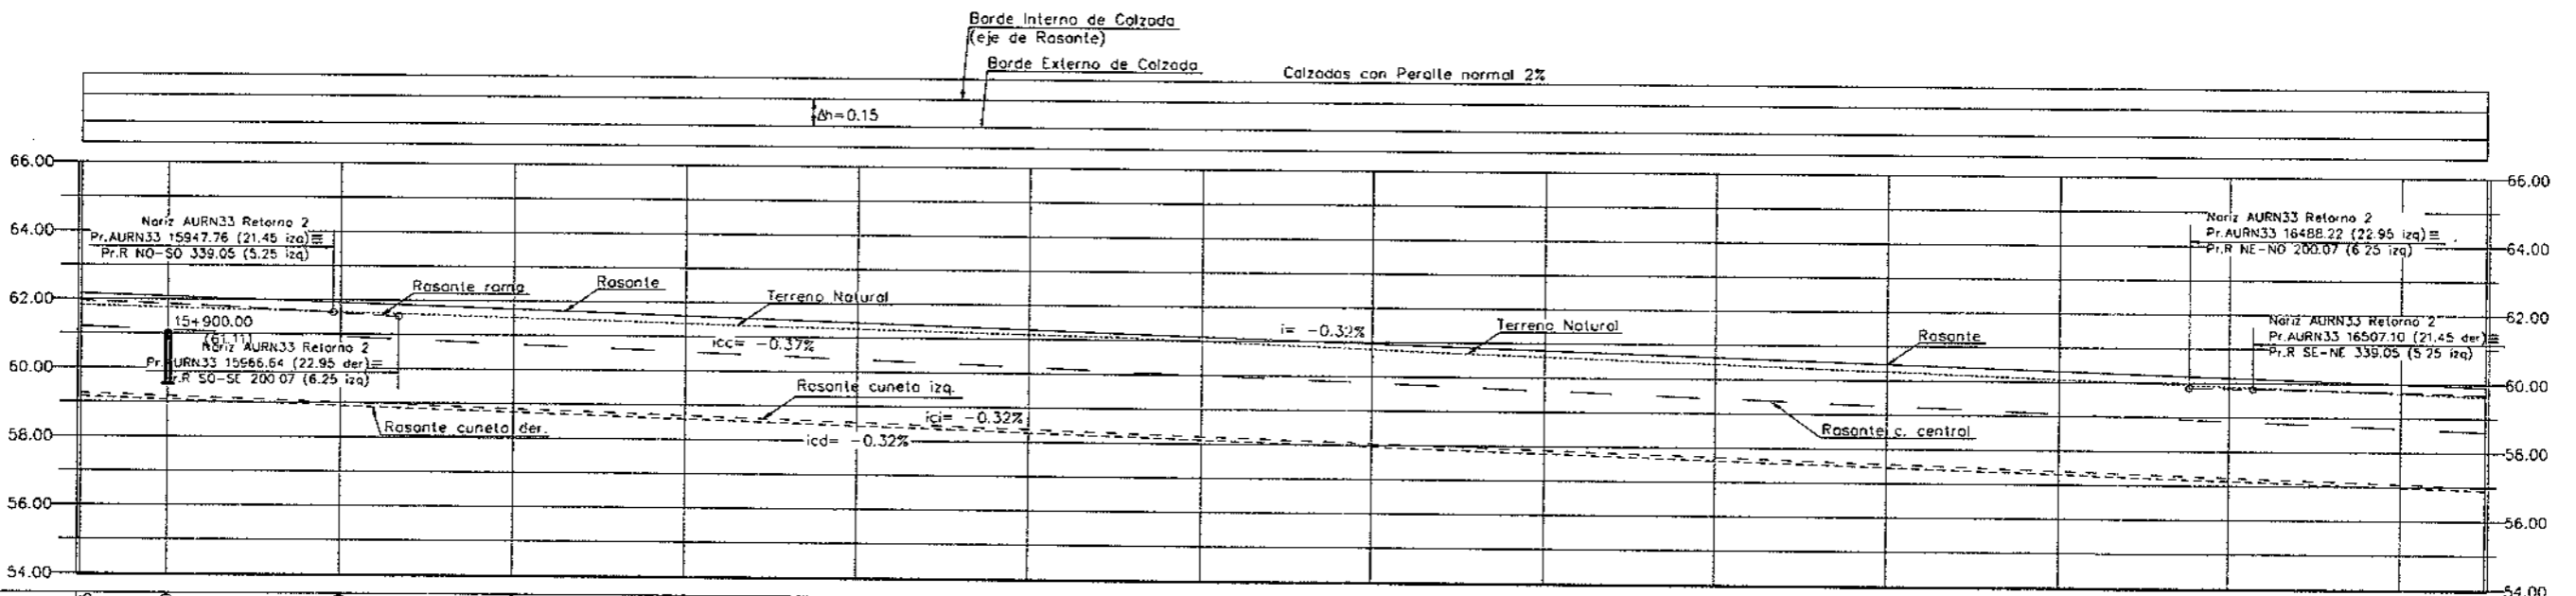 Borde Interno de Calzada
(eje de Rasante)
Borde Externo de Calzada
Calzadas con Peralte normal 2%
Δh=0.15
66.00
64.00
62.00
60.00
58.00
56.00
54.00
Nariz AURN33 Retorno 2
Pr.AURN33 15947.76 (21.45 izq)≡
Pr.R NO-SO 339.05 (5.25 izq)
Rasante rama
Rasante
Terreno Natural
15+900.00
(61.11)
Nariz AURN33 Retorno 2
Pr.AURN33 15966.64 (22.95 der)≡
Pr.R SO-SE 200.07 (6.25 izq)
icc= -0.37%
Rasante cuneta izq.
ici= -0.32%
Rasante cuneta der.
icd= -0.32%
i= -0.32%
Terreno Natural
Rasante
Rasante c. central
Nariz AURN33 Retorno 2
Pr.AURN33 16488.22 (22.95 izq)≡
Pr.R NE-NO 200.07 (6.25 izq)
Nariz AURN33 Retorno 2
Pr.AURN33 16507.10 (21.45 der)≡
Pr.R SE-NE 339.05 (5.25 izq)
66.00
64.00
62.00
60.00
58.00
56.00
54.00